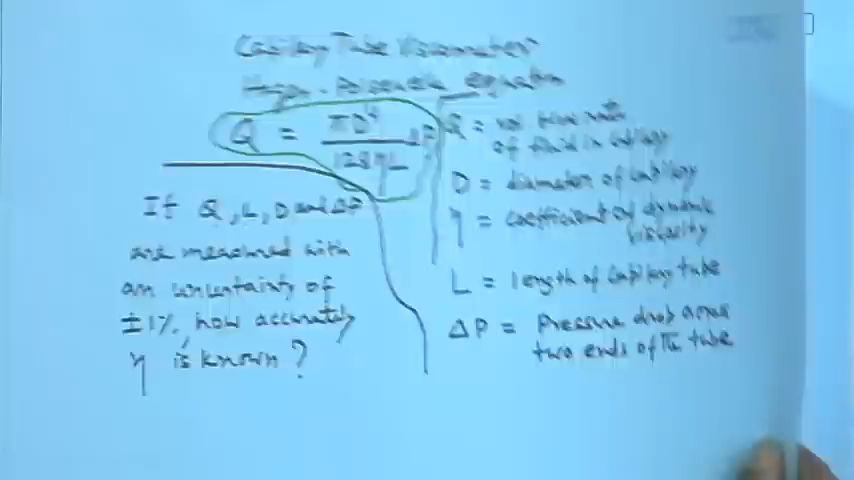 Capillary Tube Viscometer
Hagen-Poiseuille equation
Q = πD⁴ / 128ηL ΔP
If Q, L, D and ΔP
are measured with
an uncertainty of
±1%, how accurately
η is known?
Q = vol flow rate
of fluid in capillary
D = diameter of capillary
η = coefficient of dynamic
viscosity
L = length of capillary tube
ΔP = Pressure drop across
two ends of the tube